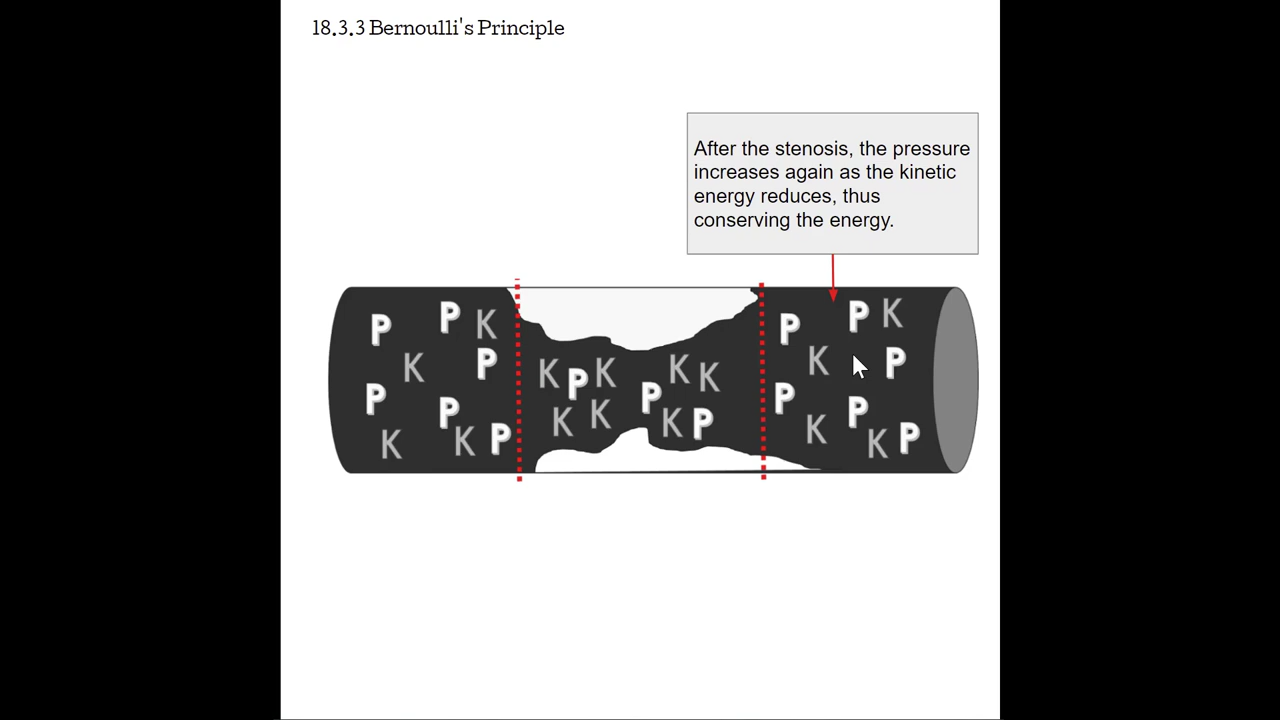 18.3.3 Bernoulli's Principle
After the stenosis, the pressure
increases again as the kinetic
energy reduces, thus
conserving the energy.
P P K P K
K P K K K K P K P
P P K K P K P P K P
K K P K K P